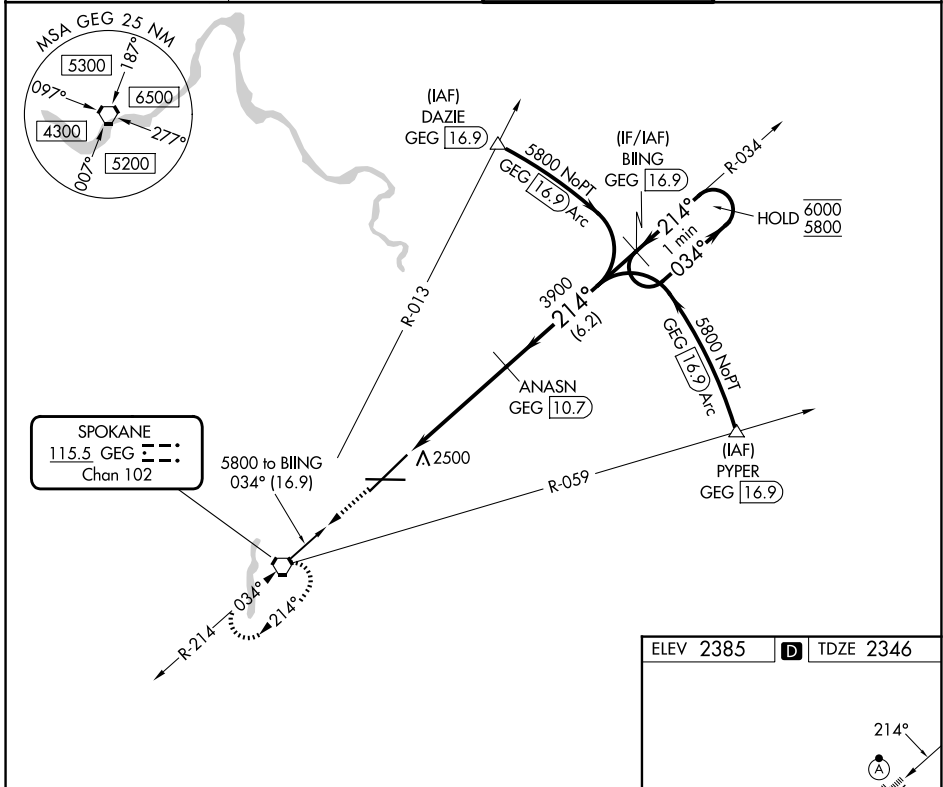 MSA GEG 25 NM
5300
187°
097°
6500
4300
277°
007°
5200
(IAF)
DAZIE
GEG 16.9
5800 NoPT
GEG 16.9 Arc
(IF/IAF)
BIING
GEG 16.9
R-034
214°
1 min
034°
HOLD 6000
5800
R-013
3900
214°
(6.2)
5800 NoPT
GEG 16.9 Arc
ANASN
GEG 10.7
SPOKANE
115.5 GEG
Chan 102
5800 to BIING
034° (16.9)
2500
R-059
(IAF)
PYPER
GEG 16.9
034°
214°
R-214
ELEV 2385 D TDZE 2346
214°
A